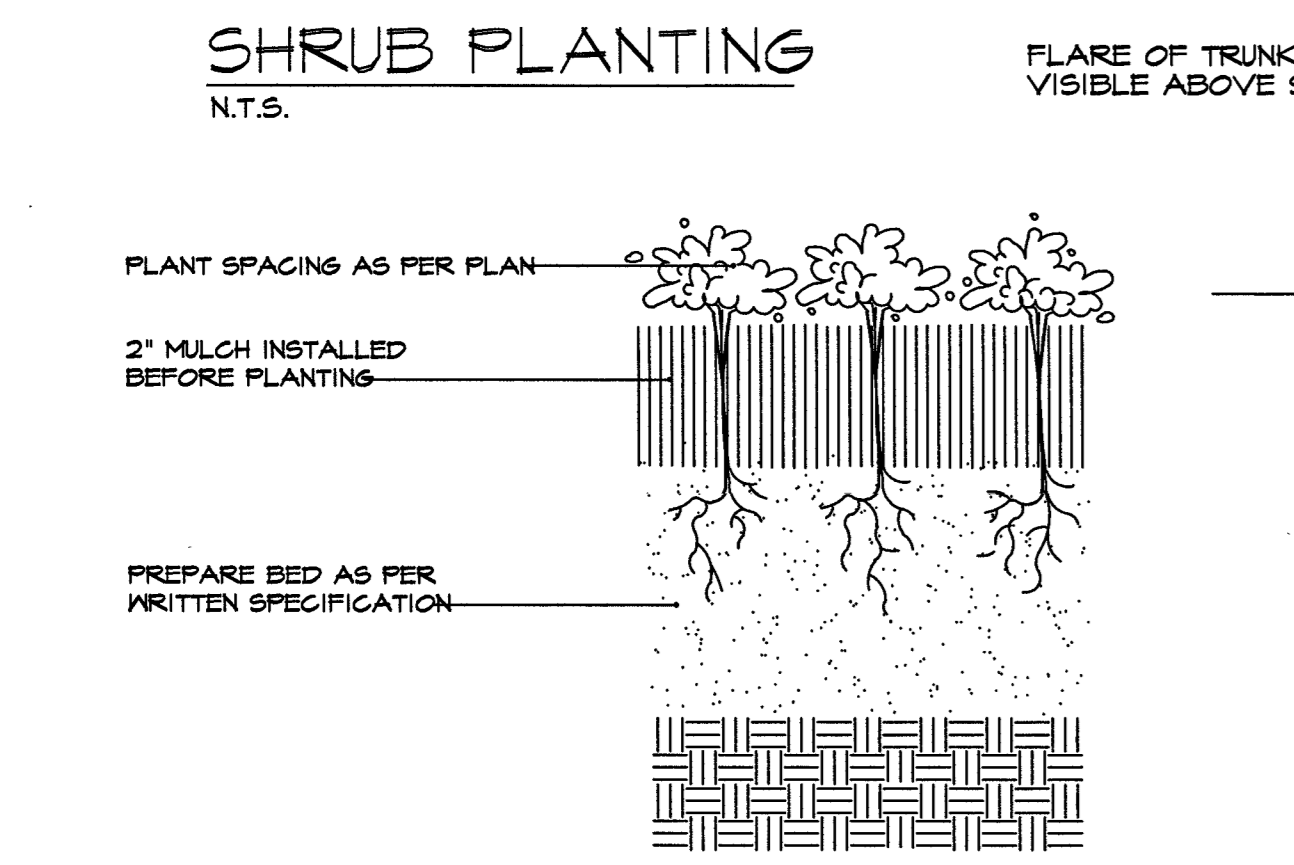 SHRUB PLANTING
N.T.S.
FLARE OF TRUNK
VISIBLE ABOVE
PLANT SPACING AS PER PLAN
2" MULCH INSTALLED
BEFORE PLANTING
PREPARE BED AS PER
WRITTEN SPECIFICATION